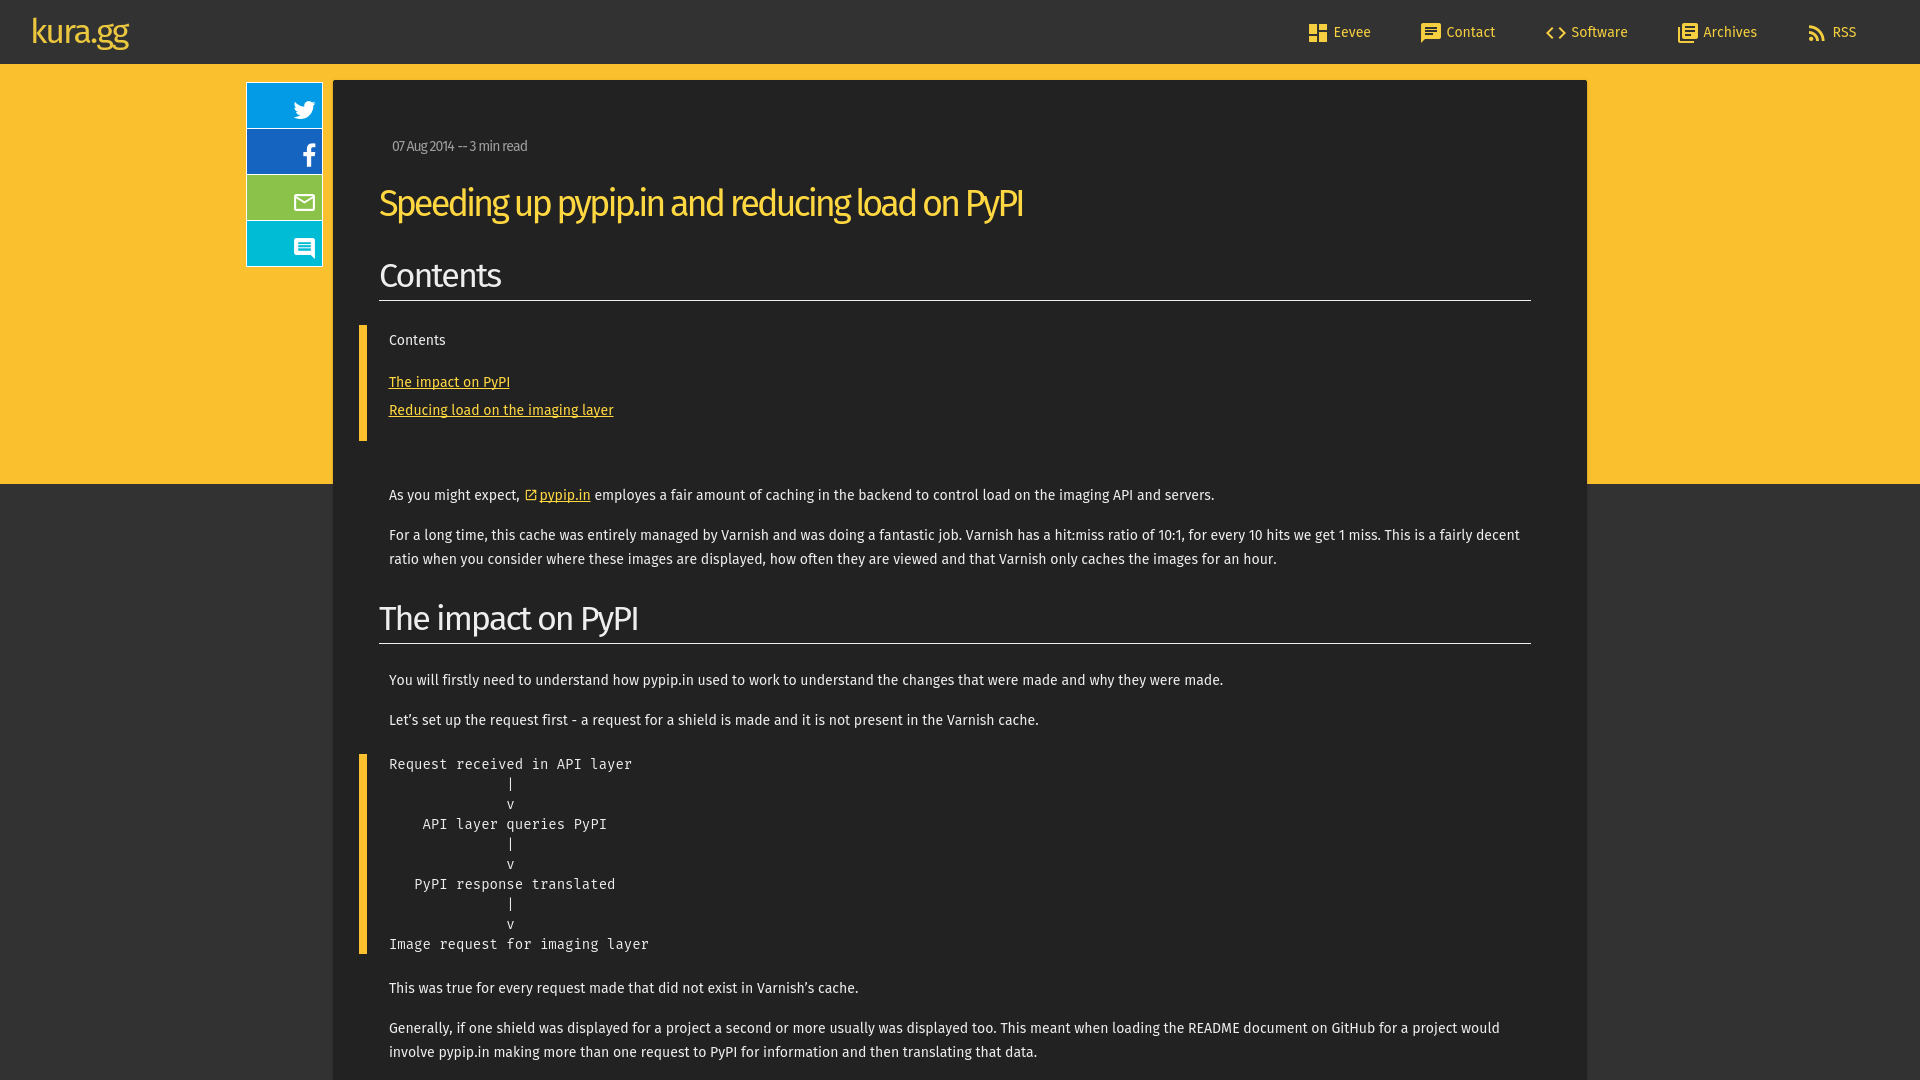 kura.gg
Eevee
Contact
Software
Archives
RSS
07 Aug 2014 -- 3 min read
Speeding up pypip.in and reducing load on PyPI
Contents
Contents
The impact on PyPI
Reducing load on the imaging layer
As you might expect, pypip.in employes a fair amount of caching in the backend to control load on the imaging API and servers.
For a long time, this cache was entirely managed by Varnish and was doing a fantastic job. Varnish has a hit:miss ratio of 10:1, for every 10 hits we get 1 miss. This is a fairly decent
ratio when you consider where these images are displayed, how often they are viewed and that Varnish only caches the images for an hour.
The impact on PyPI
You will firstly need to understand how pypip.in used to work to understand the changes that were made and why they were made.
Let’s set up the request first - a request for a shield is made and it is not present in the Varnish cache.
Request received in API layer
|
v
API layer queries PyPI
|
v
PyPI response translated
|
v
Image request for imaging layer
This was true for every request made that did not exist in Varnish’s cache.
Generally, if one shield was displayed for a project a second or more usually was displayed too. This meant when loading the README document on GitHub for a project would
involve pypip.in making more than one request to PyPI for information and then translating that data.